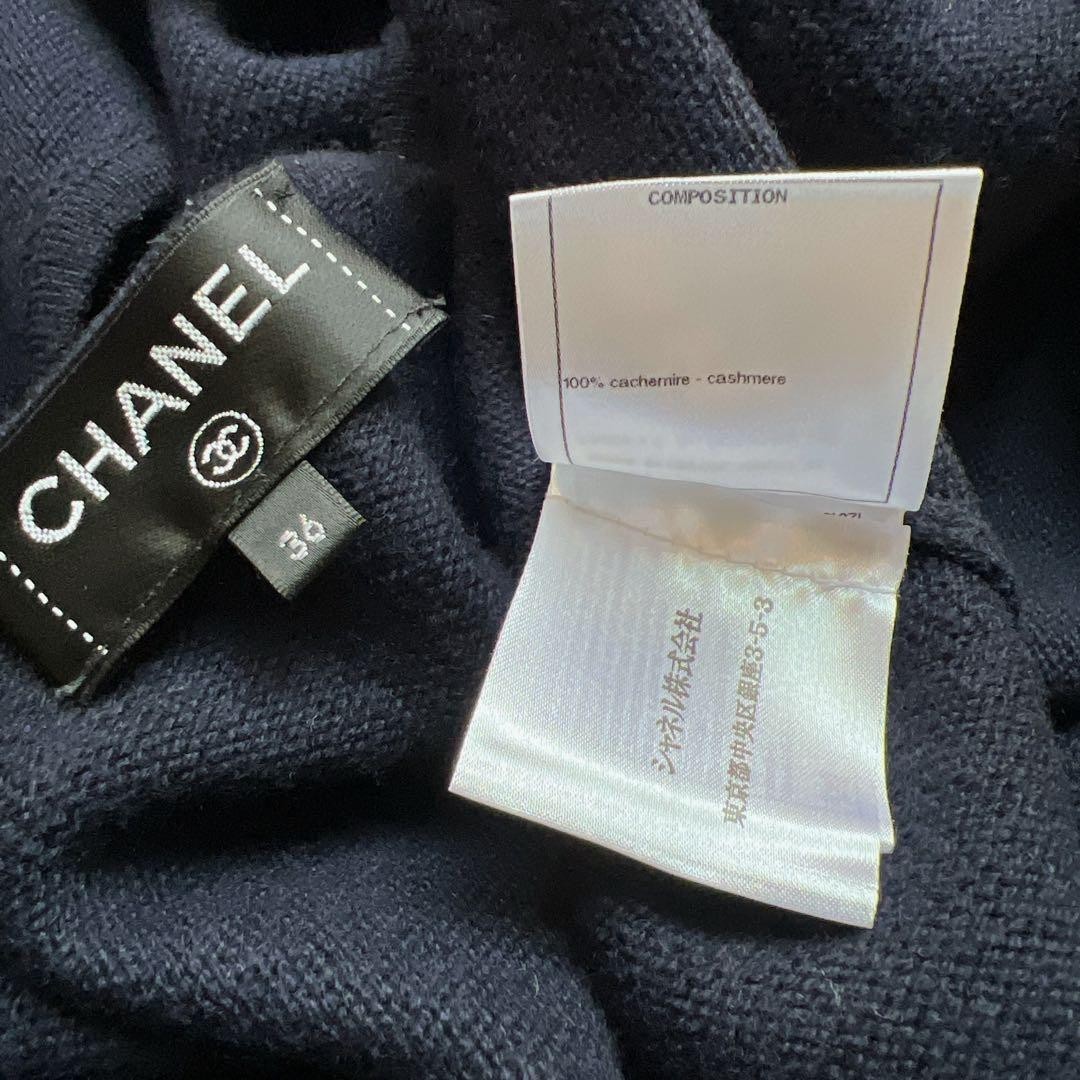 CHANEL
36
COMPOSITION
100% cachemire - cashmere
シャネル株式会社
東京都中央区銀座3-5-3